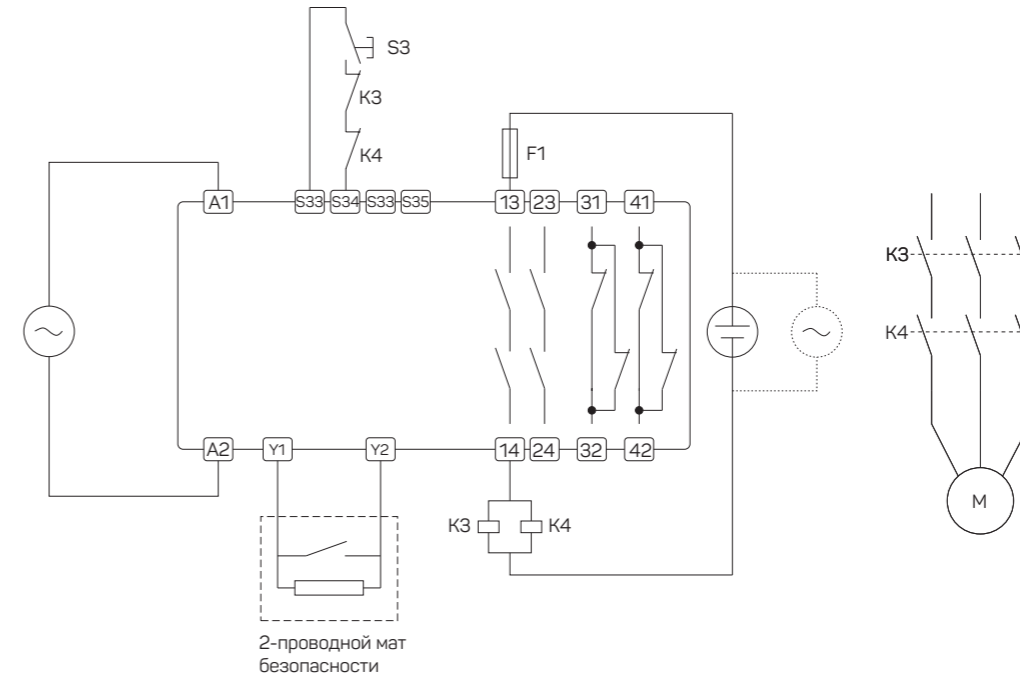 S3
K3
K4
F1
A1
S33
S34
S33
S35
13
23
31
41
K3
K4
A2
Y1
Y2
14
24
32
42
K3
K4
M
2-проводной мат
безопасности